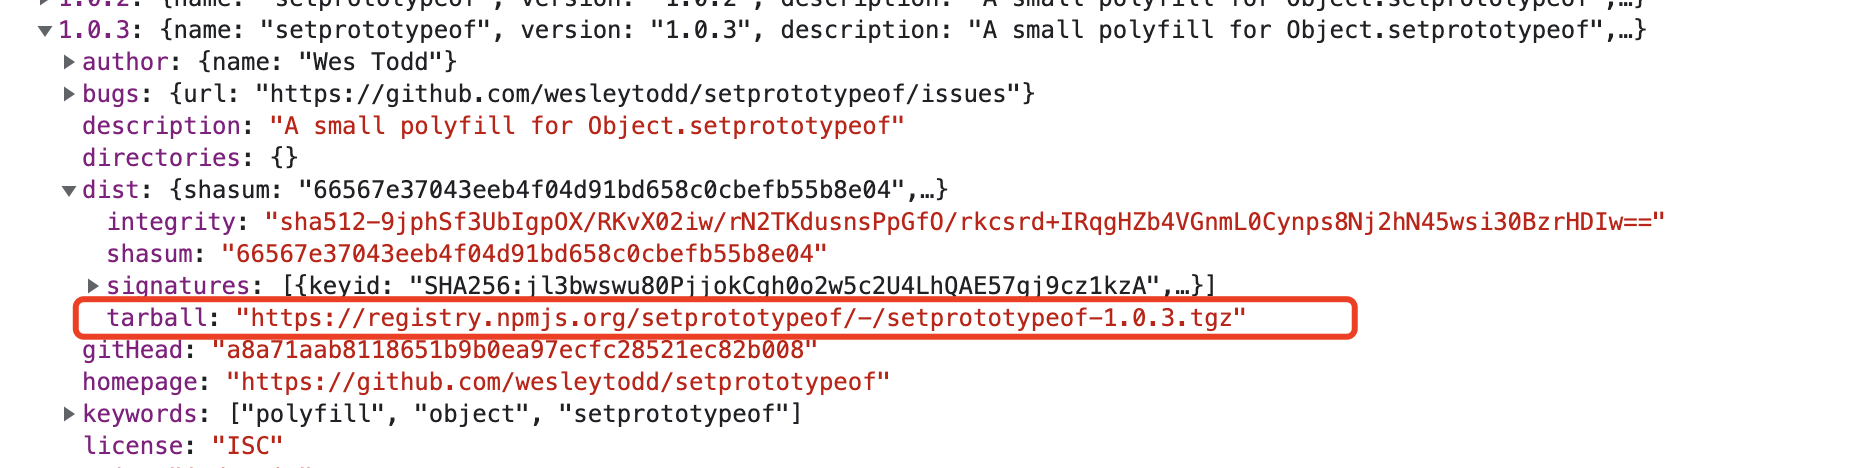 1.0.2: {name: "setprototypeof", version: "1.0.2", description: "A small polyfill for Object.setprototypeof",…}
1.0.3: {name: "setprototypeof", version: "1.0.3", description: "A small polyfill for Object.setprototypeof",…}
author: {name: "Wes Todd"}
bugs: {url: "https://github.com/wesleytodd/setprototypeof/issues"}
description: "A small polyfill for Object.setprototypeof"
directories: {}
dist: {shasum: "66567e37043eeb4f04d91bd658c0cbefb55b8e04",…}
integrity: "sha512-9jphSf3UbIgpOX/RKvX02iw/rN2TKdusnsPpGfO/rkcsrd+IRqgHZb4VGnmL0Cynps8Nj2hN45wsi30BzrHDIw=="
shasum: "66567e37043eeb4f04d91bd658c0cbefb55b8e04"
signatures: [{keyid: "SHA256:jl3bwswu80PjjokCgh0o2w5c2U4LhQAE57gj9cz1kzA",…}]
tarball: "https://registry.npmjs.org/setprototypeof/-/setprototypeof-1.0.3.tgz"
gitHead: "a8a71aab8118651b9b0ea97ecfc28521ec82b008"
homepage: "https://github.com/wesleytodd/setprototypeof"
keywords: ["polyfill", "object", "setprototypeof"]
license: "ISC"